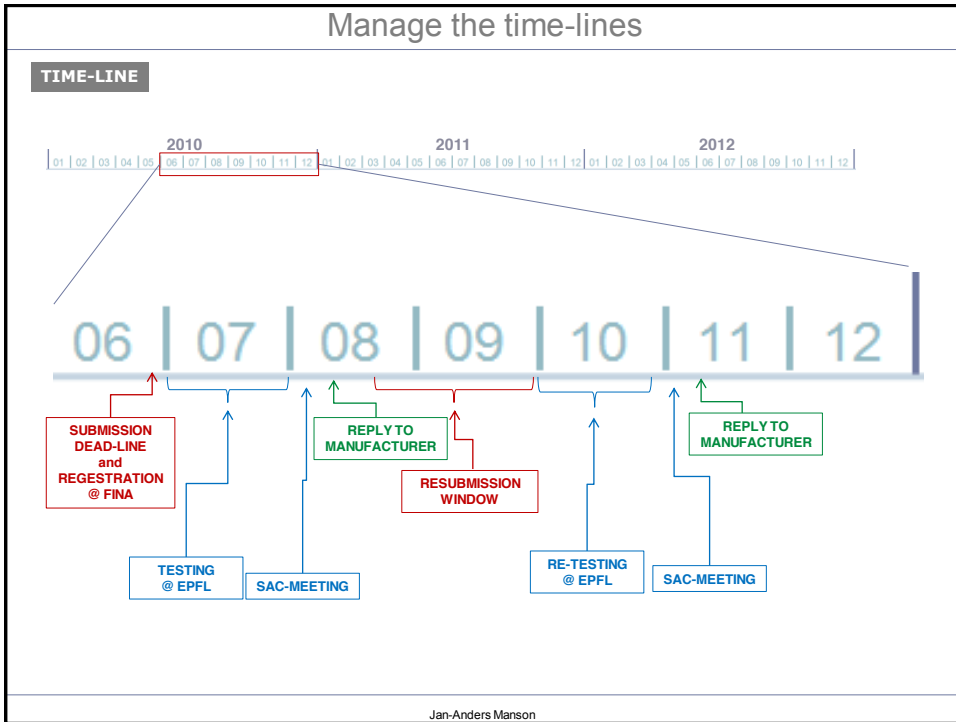 Manage the time-lines
TIME-LINE
2010 2011 2012
01 02 03 04 05 06 07 08 09 10 11 12 01 02 03 04 05 06 07 08 09 10 11 12 01 02 03 04 05 06 07 08 09 10 11 12
06 07 08 09 10 11 12
SUBMISSION
DEAD-LINE
and
REGESTRATION
@ FINA
REPLY TO
MANUFACTURER
RESUBMISSION
WINDOW
REPLY TO
MANUFACTURER
TESTING
@ EPFL
SAC-MEETING
RE-TESTING
@ EPFL
SAC-MEETING
Jan-Anders Manson